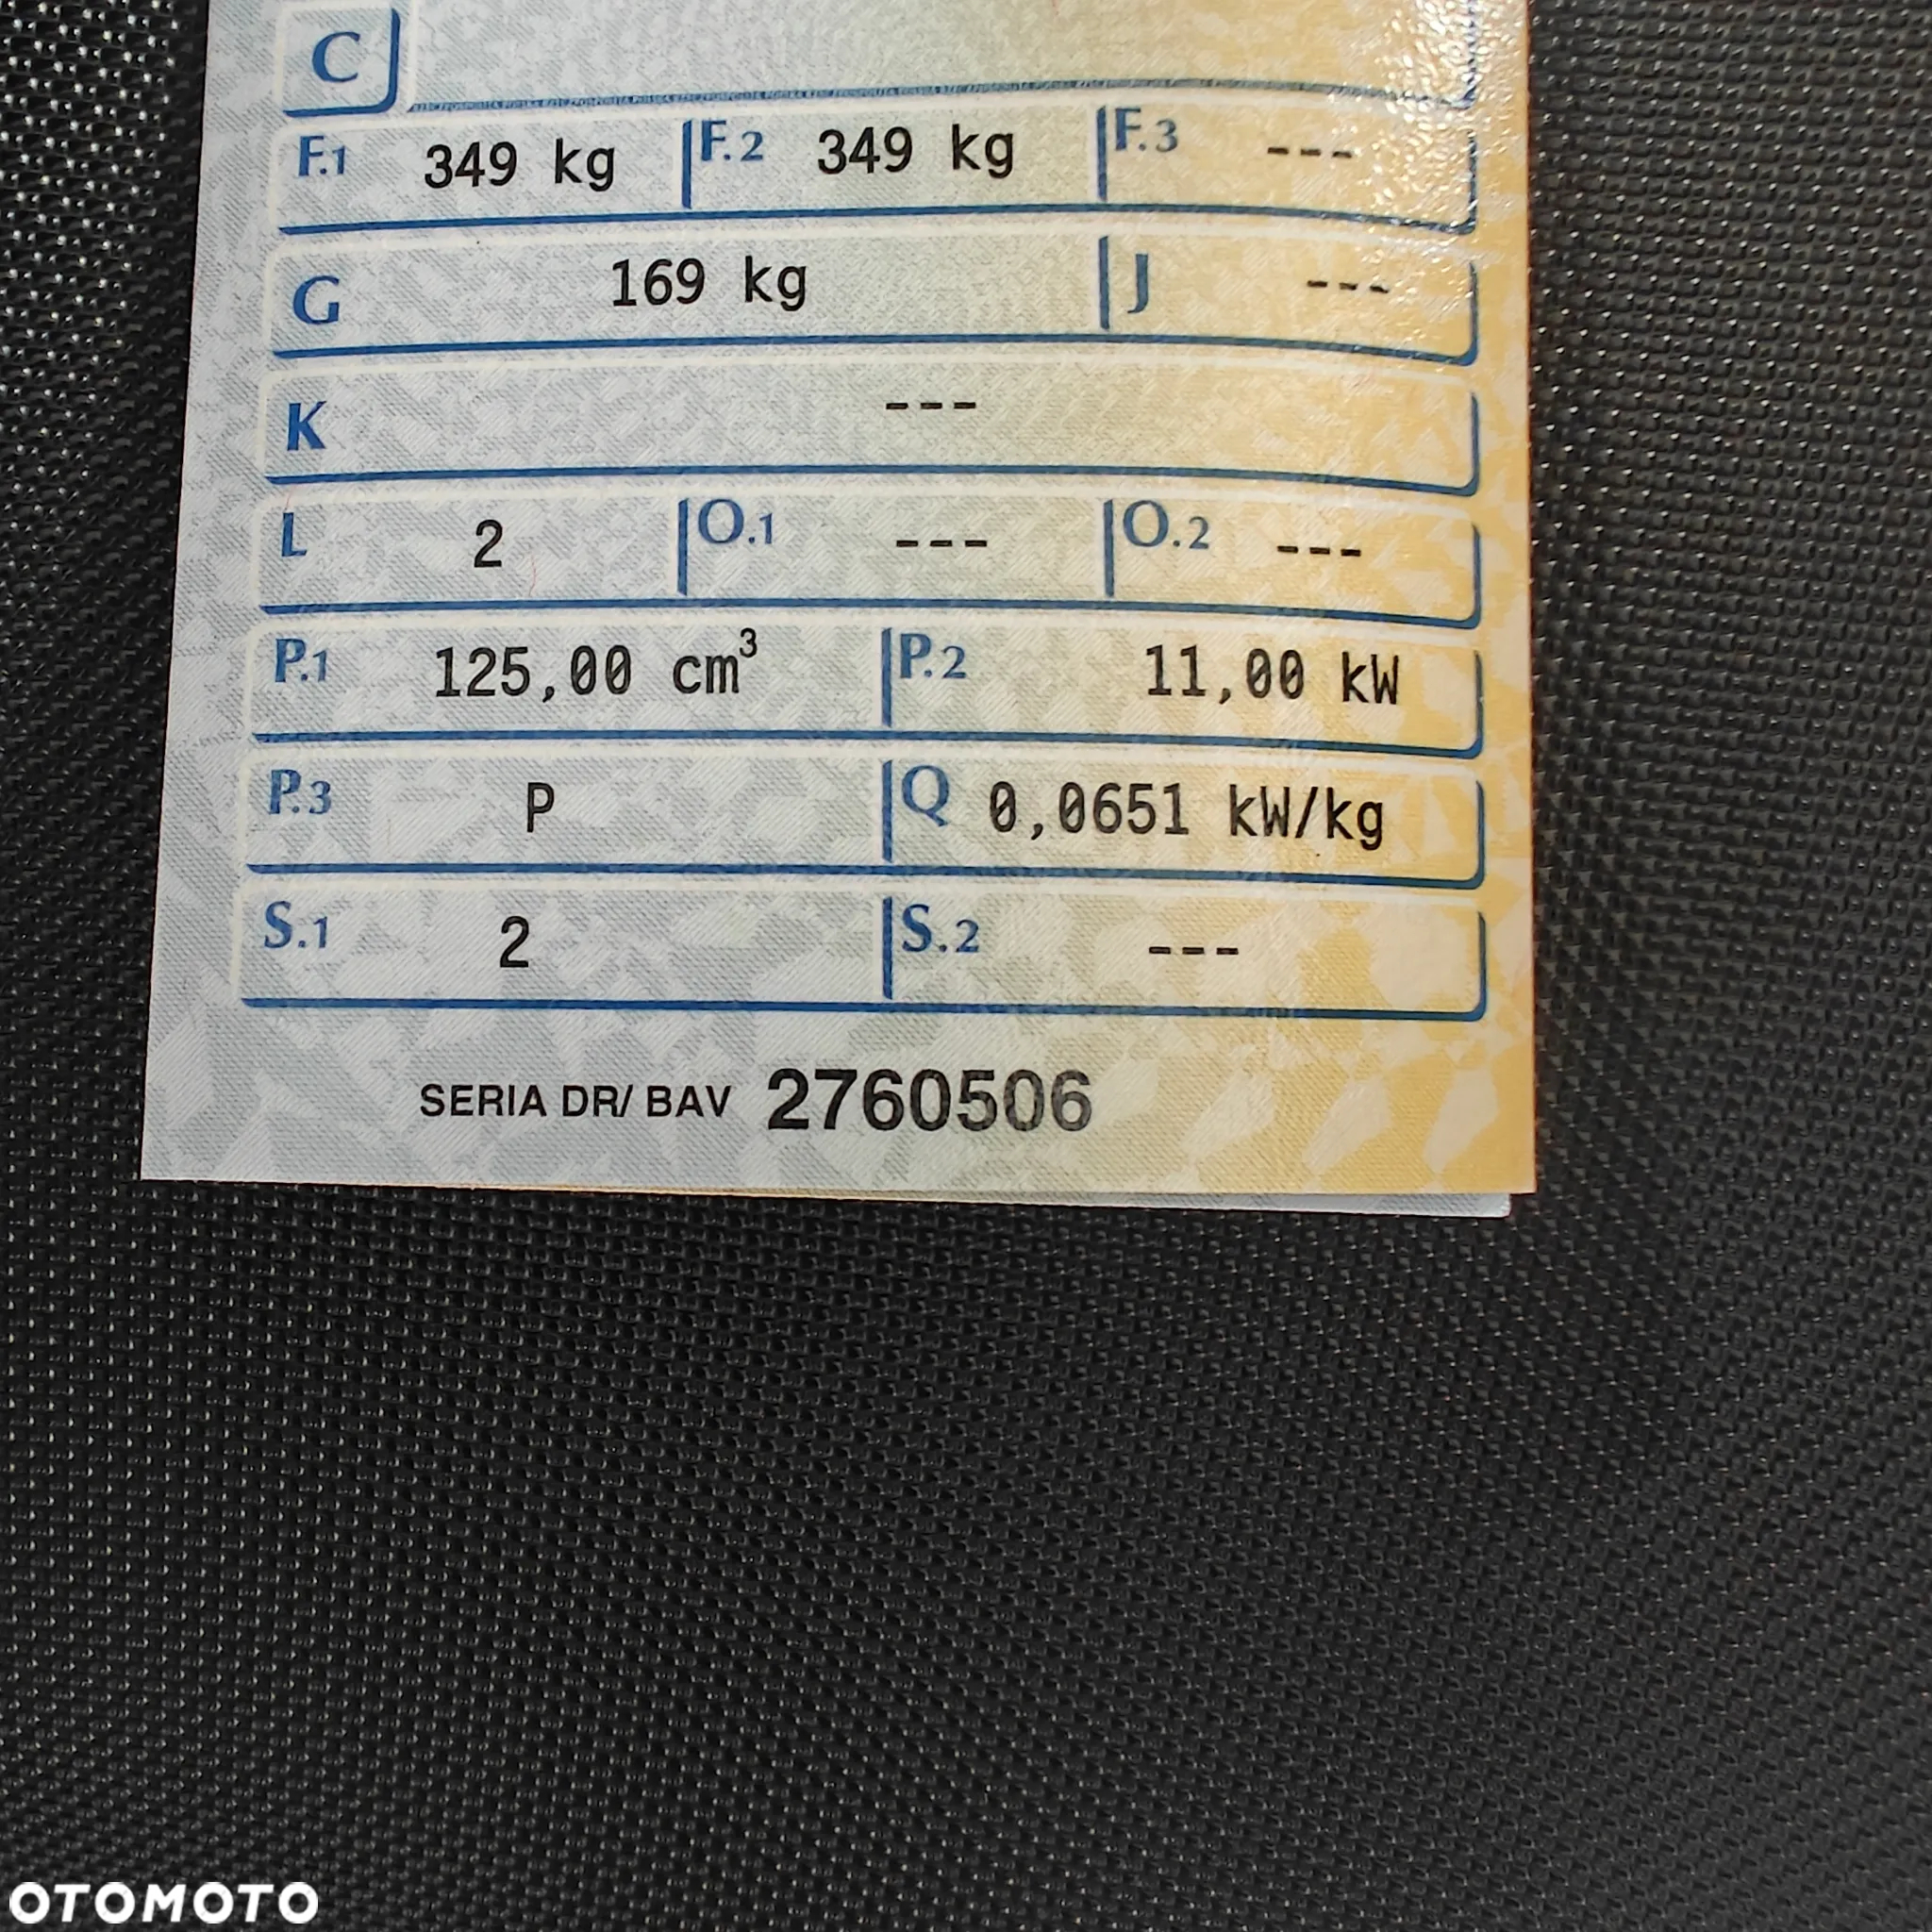 C
F.1 349 kg F.2 349 kg F.3 ---
G 169 kg J ---
K ---
L 2 O.1 --- O.2 ---
P.1 125,00 cm³ P.2 11,00 kW
P.3 P Q 0,0651 kW/kg
S.1 2 S.2 ---
SERIA DR/ BAV 2760506
OTOMOTO